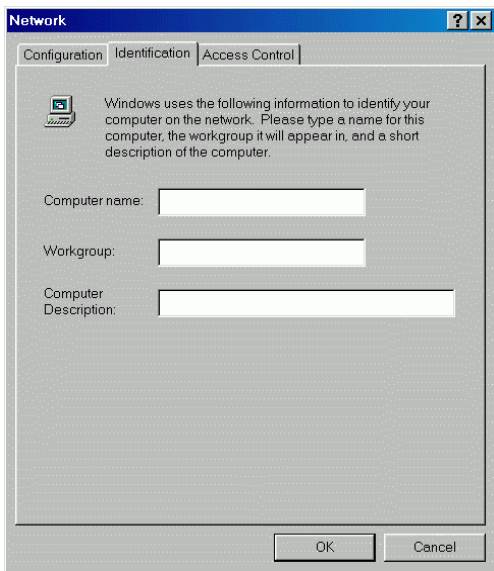 Network
Configuration Identification Access Control
Windows uses the following information to identify your
computer on the network. Please type a name for this
computer, the workgroup it will appear in, and a short
description of the computer.
Computer name:
Workgroup:
Computer
Description:
OK Cancel